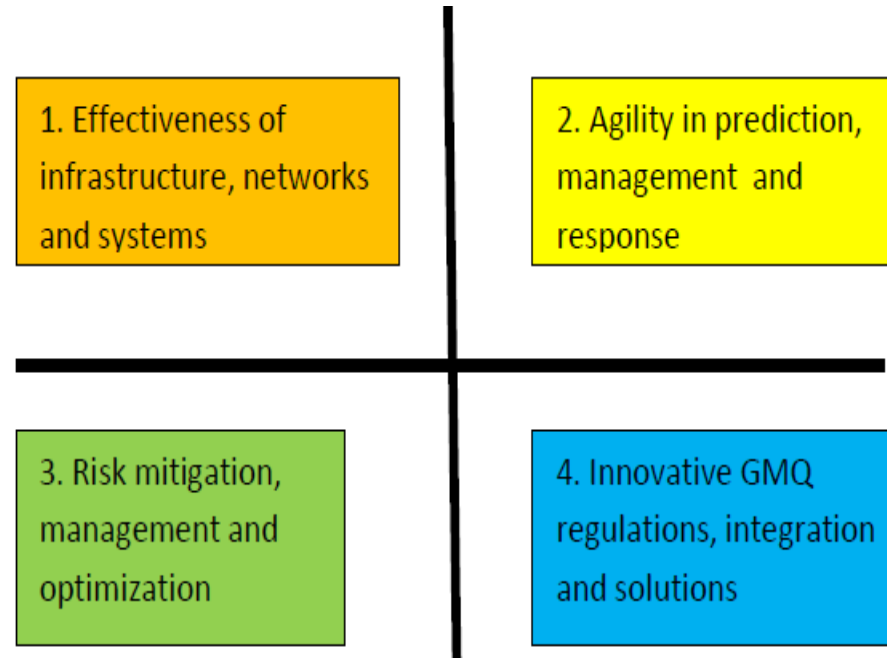 1. Effectiveness of
infrastructure, networks
and systems
2. Agility in prediction,
management and
response
3. Risk mitigation,
management and
optimization
4. Innovative GMQ
regulations, integration
and solutions